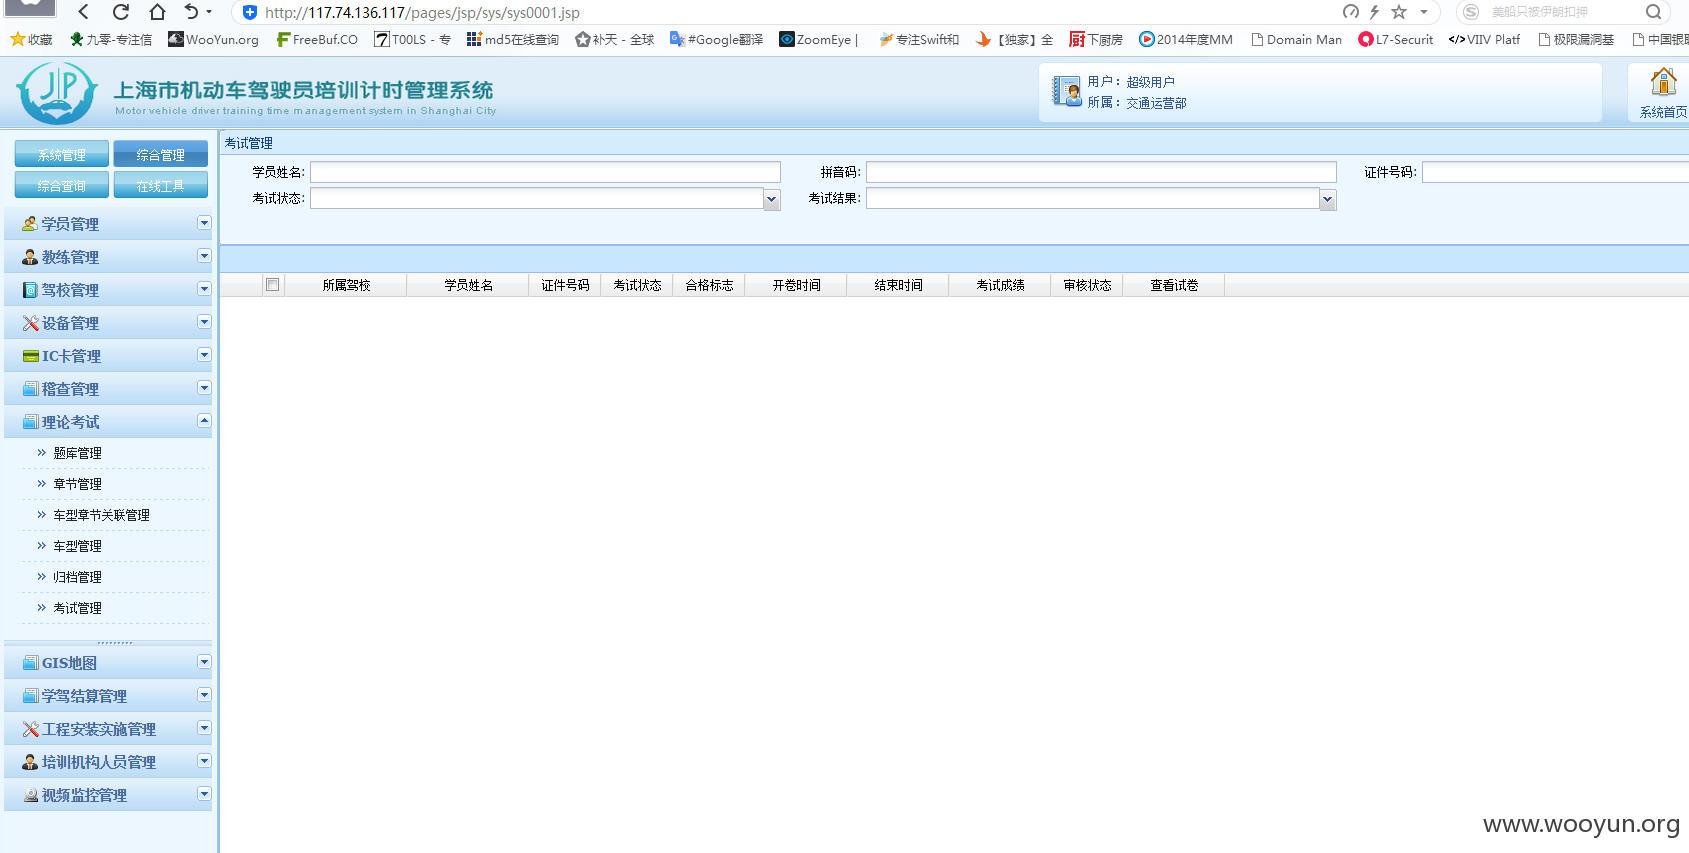 http://117.74.136.117/pages/jsp/sys/sys0001.jsp
美船只被伊朗扣押
收藏 九零-专注信 WooYun.org FreeBuf.CO T00LS - 专 md5在线查询 补天 - 全球 #Google翻译 ZoomEye | 专注Swift和 【独家】全 下厨房 2014年度MM Domain Man L7-Securit VIIV Platf 极限漏洞基 中国银联
上海市机动车驾驶员培训计时管理系统
Motor vehicle driver training time management system in Shanghai City
用户： 超级用户
所属： 交通运营部
系统首页
系统管理 综合管理
综合查询 在线工具
学员管理
教练管理
驾校管理
设备管理
IC卡管理
稽查管理
理论考试
题库管理
章节管理
车型章节关联管理
车型管理
归档管理
考试管理
GIS地图
学驾结算管理
工程安装实施管理
培训机构人员管理
视频监控管理
考试管理
学员姓名: 拼音码: 证件号码:
考试状态: 考试结果:
所属驾校 学员姓名 证件号码 考试状态 合格标志 开卷时间 结束时间 考试成绩 审核状态 查看试卷
www.wooyun.org